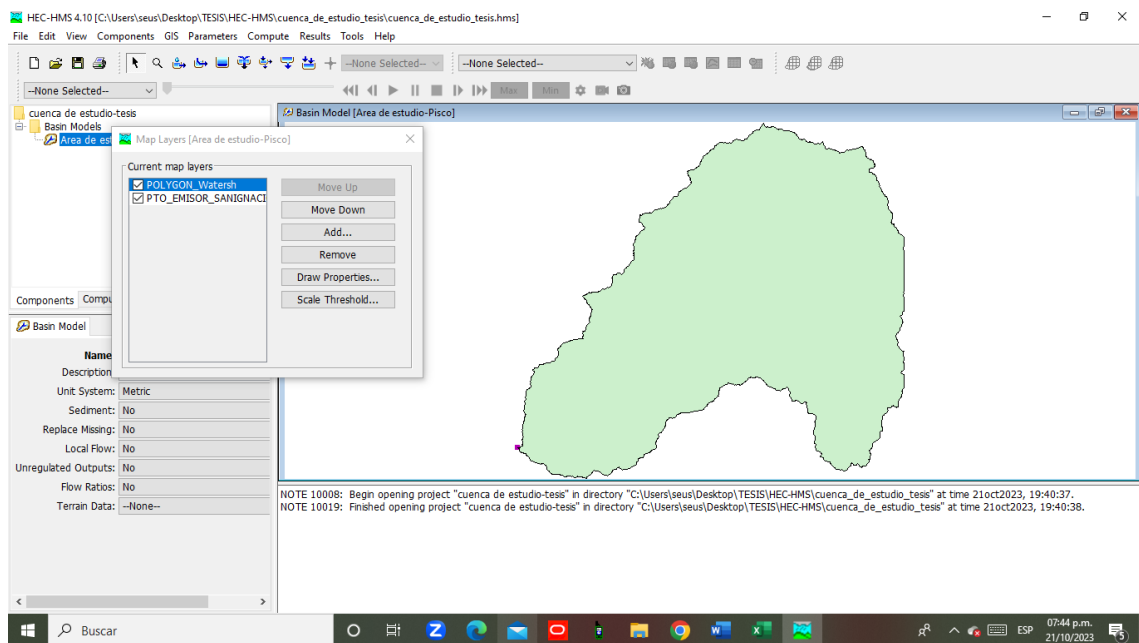 HEC-HMS 4.10 [C:\Users\seus\Desktop\TESIS\HEC-HMS\cuenca_de_estudio_tesis\cuenca_de_estudio_tesis.hms]
File Edit View Components GIS Parameters Compute Results Tools Help
--None Selected-- --None Selected--
--None Selected-- Max Min
cuenca de estudio-tesis
Basin Models
Area de es
Basin Model [Area de estudio-Pisco]
Map Layers [Area de estudio-Pisco]
Current map layers
POLYGON_Watersh
PTO_EMISOR_SANIGNACI
Move Up
Move Down
Add...
Remove
Draw Properties...
Scale Threshold...
Components Compu
Basin Model
Name
Description
Unit System: Metric
Sediment: No
Replace Missing: No
Local Flow: No
Unregulated Outputs: No
Flow Ratios: No
Terrain Data: --None--
NOTE 10008: Begin opening project "cuenca de estudio-tesis" in directory "C:\Users\seus\Desktop\TESIS\HEC-HMS\cuenca_de_estudio_tesis" at time 21oct2023, 19:40:37.
NOTE 10019: Finished opening project "cuenca de estudio-tesis" in directory "C:\Users\seus\Desktop\TESIS\HEC-HMS\cuenca_de_estudio_tesis" at time 21oct2023, 19:40:38.
Buscar
ESP
07:44 p.m.
21/10/2023